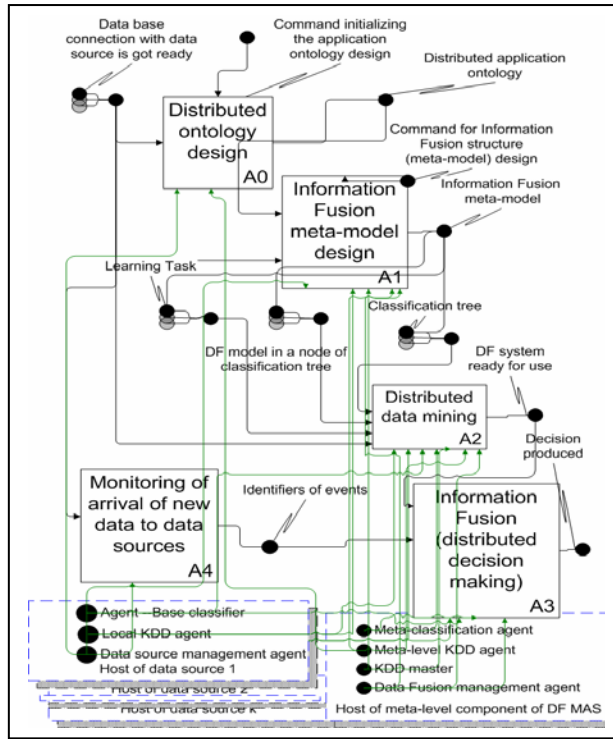 Data base
connection with data
source is got ready
Command initializing
the application
ontology design
Distributed application
ontology
Distributed
ontology
design
A0
Command for Information
Fusion structure
(meta-model) design
Information
Fusion
meta-model
design
A1
Information Fusion
meta-model
Learning Task
Classification tree
DF model in a node of
classification tree
DF system
ready for use
Distributed
data mining
A2
Decision
produced
Monitoring of
arrival of new
data to data
sources
A4
Identifiers of events
Information
Fusion
(distributed
decision
making)
A3
Agent –Base classifier
Local KDD agent
Data source management agent
Host of data source 1
Host of data source 2
Host of data source k
Meta-classification agent
Meta-level KDD agent
KDD master
Data Fusion management agent
Host of meta-level component of DF MAS